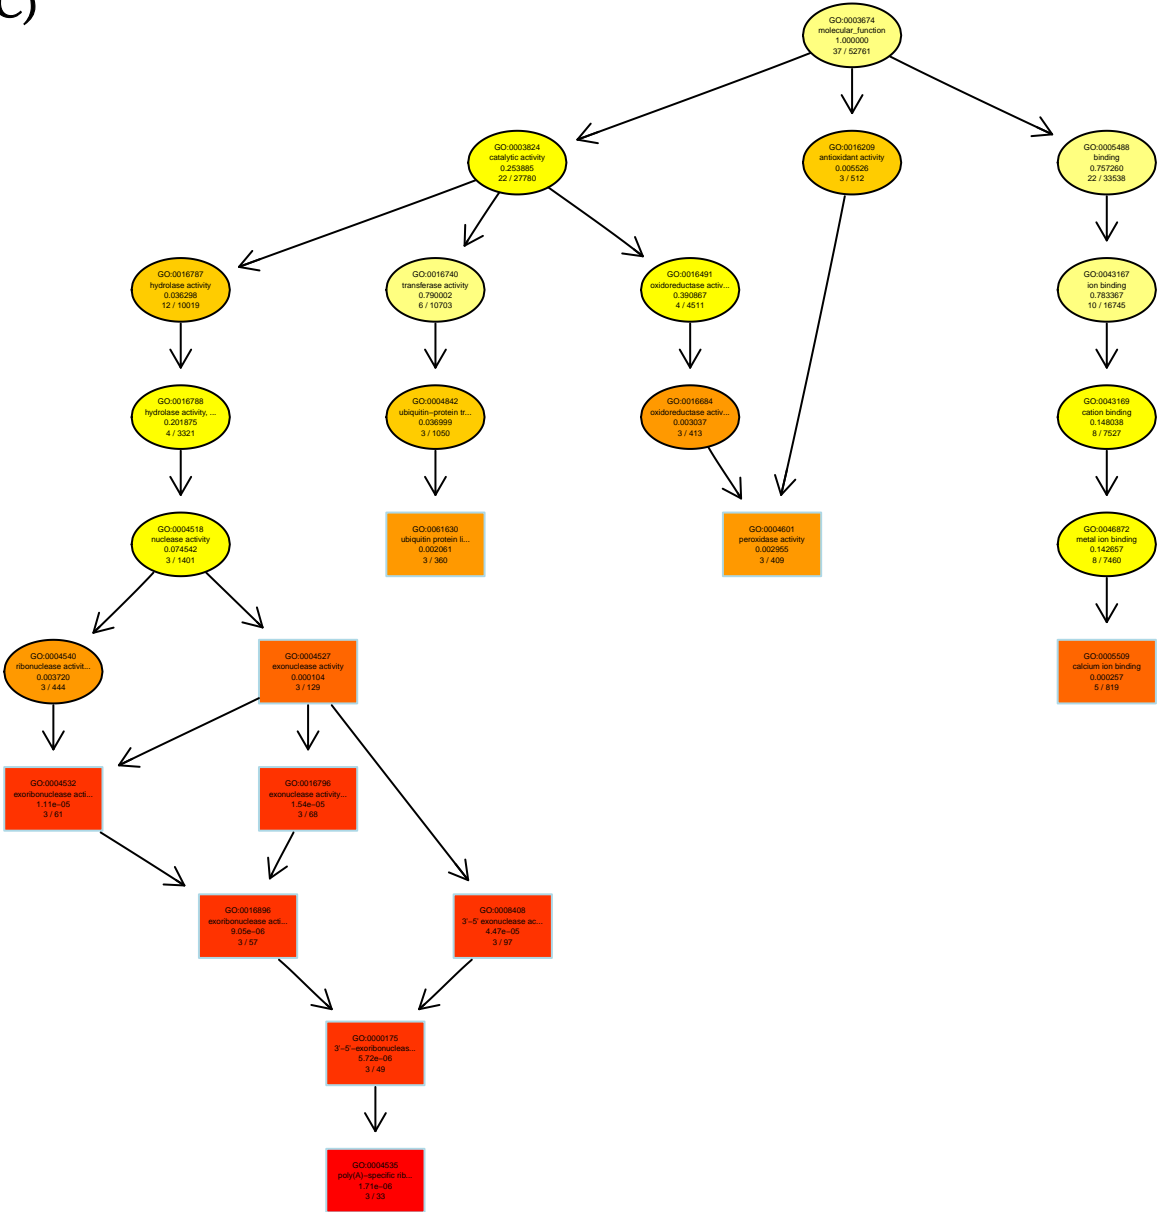 C)
GO:0003674
molecular_function
1.000000
37 / 52761
GO:0003824
catalytic activity
0.253885
22 / 27780
GO:0016209
antioxidant activity
0.005526
3 / 512
GO:0005488
binding
0.757260
22 / 33538
GO:0016787
hydrolase activity
0.036298
12 / 10019
GO:0016740
transferase activity
0.790002
6 / 10703
GO:0016491
oxidoreductase activ...
0.390867
4 / 4511
GO:0043167
ion binding
0.783367
10 / 16745
GO:0016788
hydrolase activity, ...
0.201875
4 / 3321
GO:0004842
ubiquitin−protein tr...
0.036999
3 / 1050
GO:0016684
oxidoreductase activ...
0.003037
3 / 413
GO:0043169
cation binding
0.148038
8 / 7527
GO:0004518
nuclease activity
0.074542
3 / 1401
GO:0061630
ubiquitin protein li...
0.002061
3 / 360
GO:0004601
peroxidase activity
0.002955
3 / 409
GO:0046872
metal ion binding
0.142657
8 / 7460
GO:0004540
ribonuclease activit...
0.003720
3 / 444
GO:0004527
exonuclease activity
0.000104
3 / 129
GO:0005509
calcium ion binding
0.000257
5 / 819
GO:0004532
exoribonuclease acti...
1.11e−05
3 / 61
GO:0016796
exonuclease activity...
1.54e−05
3 / 68
GO:0016896
exoribonuclease acti...
9.05e−06
3 / 57
GO:0008408
3'−5' exonuclease ac...
4.47e−05
3 / 97
GO:0000175
3'−5'−exoribonucleas...
5.72e−06
3 / 49
GO:0004535
poly(A)−specific rib...
1.71e−06
3 / 33